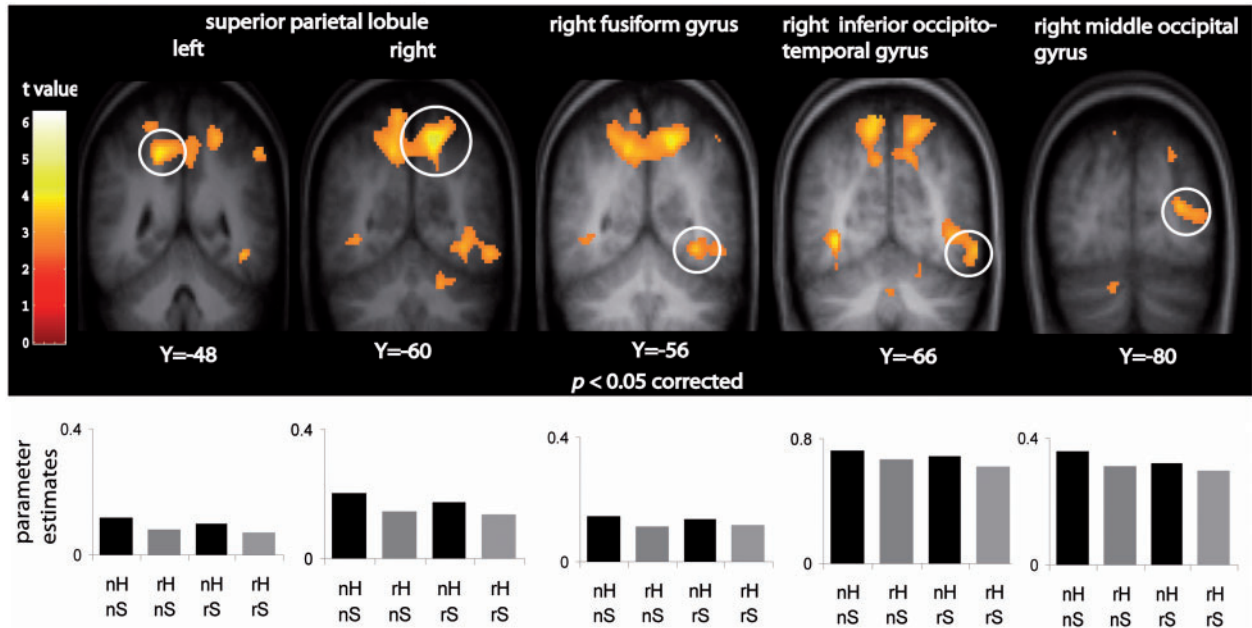 superior parietal lobule
left
right
right fusiform gyrus
right inferior occipito-
temporal gyrus
right middle occipital
gyrus
t value
6
5
4
3
2
1
0
Y=-48
Y=-60
Y=-56
Y=-66
Y=-80
p < 0.05 corrected
parameter
estimates
0.4
0
nH rH nH rH
nS nS rS rS
0.4
0
nH rH nH rH
nS nS rS rS
0.4
0
nH rH nH rH
nS nS rS rS
0.8
0
nH rH nH rH
nS nS rS rS
0.4
0
nH rH nH rH
nS nS rS rS